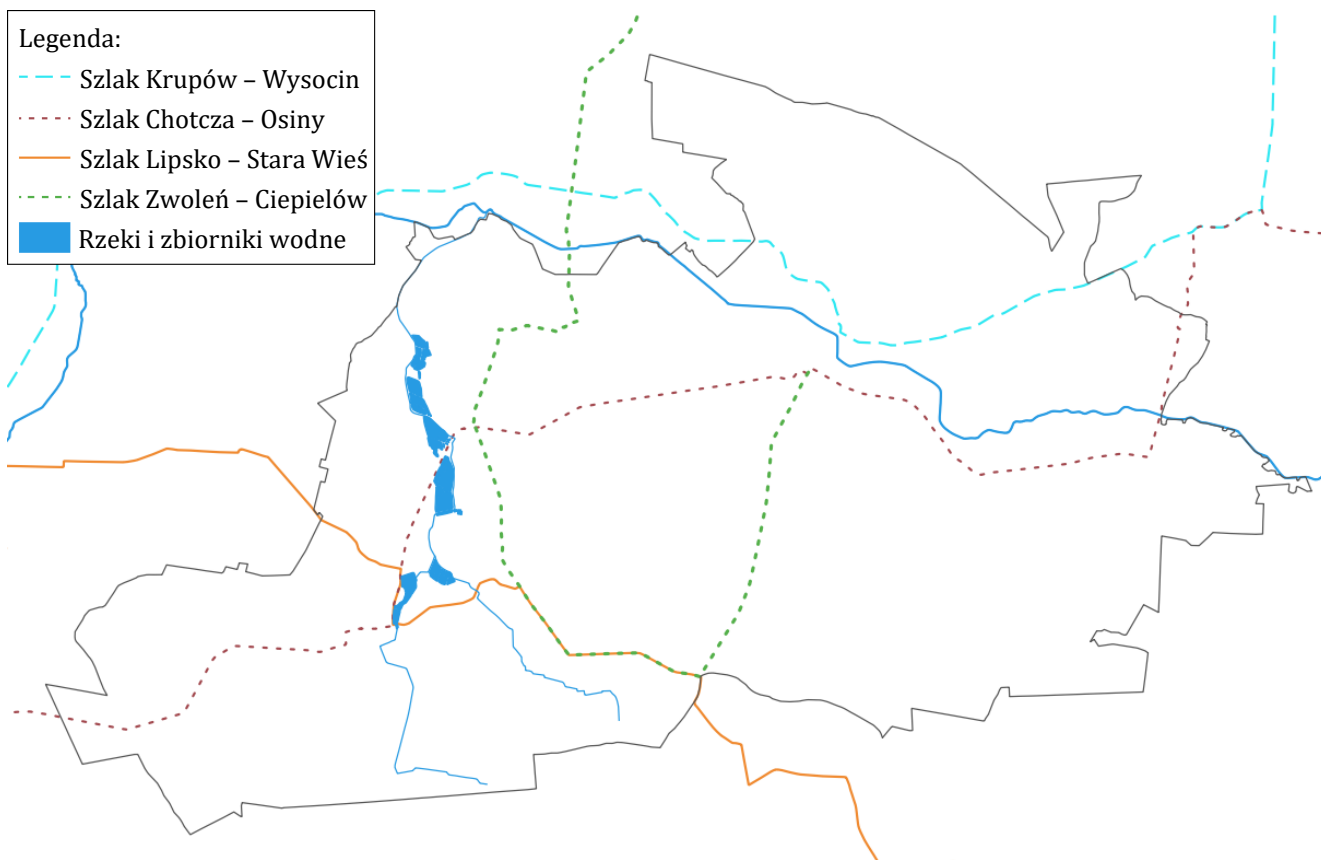 Legenda:
Szlak Krupów – Wysocin
Szlak Chotcza – Osiny
Szlak Lipsko – Stara Wieś
Szlak Zwoleń – Ciepielów
Rzeki i zbiorniki wodne